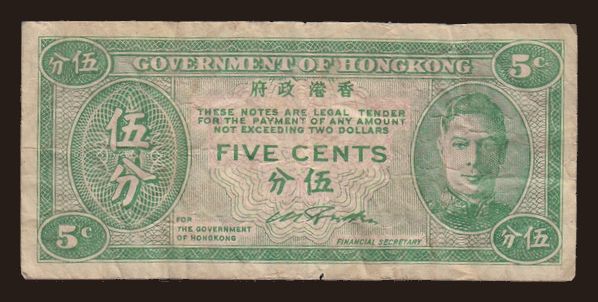 分伍
GOVERNMENT OF HONGKONG
5¢
府政港香
THESE NOTES ARE LEGAL TENDER
FOR THE PAYMENT OF ANY AMOUNT
NOT EXCEEDING TWO DOLLARS
伍分
FIVE CENTS
分伍
FOR
THE GOVERNMENT
OF HONGKONG
FINANCIAL SECRETARY
5¢
分伍